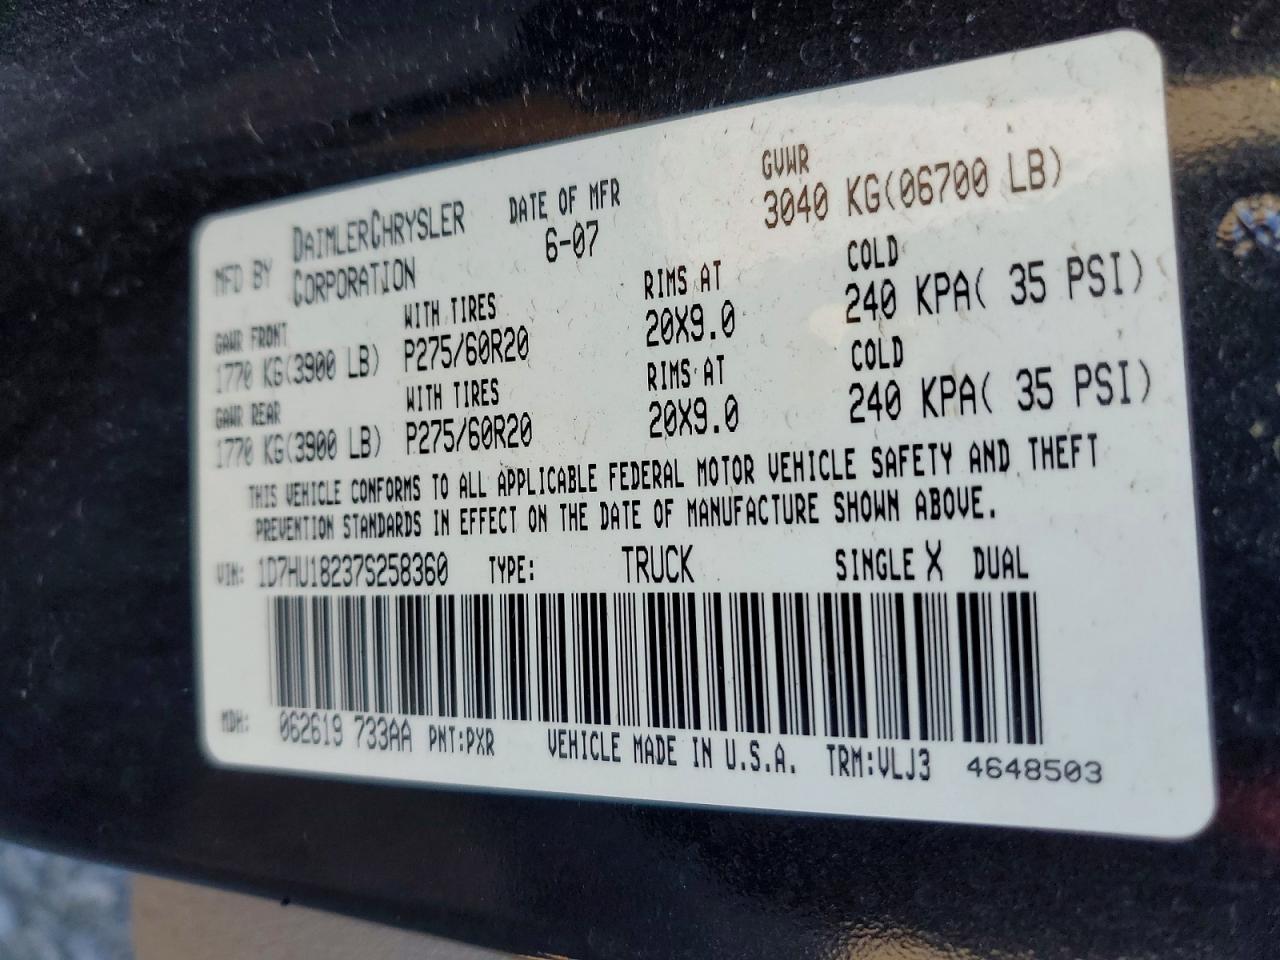 MFD BY DAIMLERCHRYSLER CORPORATION DATE OF MFR 6-07 GVWR 3040 KG(06700 LB)
GAWR FRONT WITH TIRES RIMS AT COLD
1770 KG(3900 LB) P275/60R20 20X9.0 240 KPA( 35 PSI)
GAWR REAR WITH TIRES RIMS AT COLD
1770 KG(3900 LB) P275/60R20 20X9.0 240 KPA( 35 PSI)
THIS VEHICLE CONFORMS TO ALL APPLICABLE FEDERAL MOTOR VEHICLE SAFETY AND THEFT
PREVENTION STANDARDS IN EFFECT ON THE DATE OF MANUFACTURE SHOWN ABOVE.
VIN: 1D7HU18237S258360 TYPE: TRUCK SINGLE X DUAL
MDH: 062619 733AA PNT:PXR VEHICLE MADE IN U.S.A. TRM:VLJ3 4648503